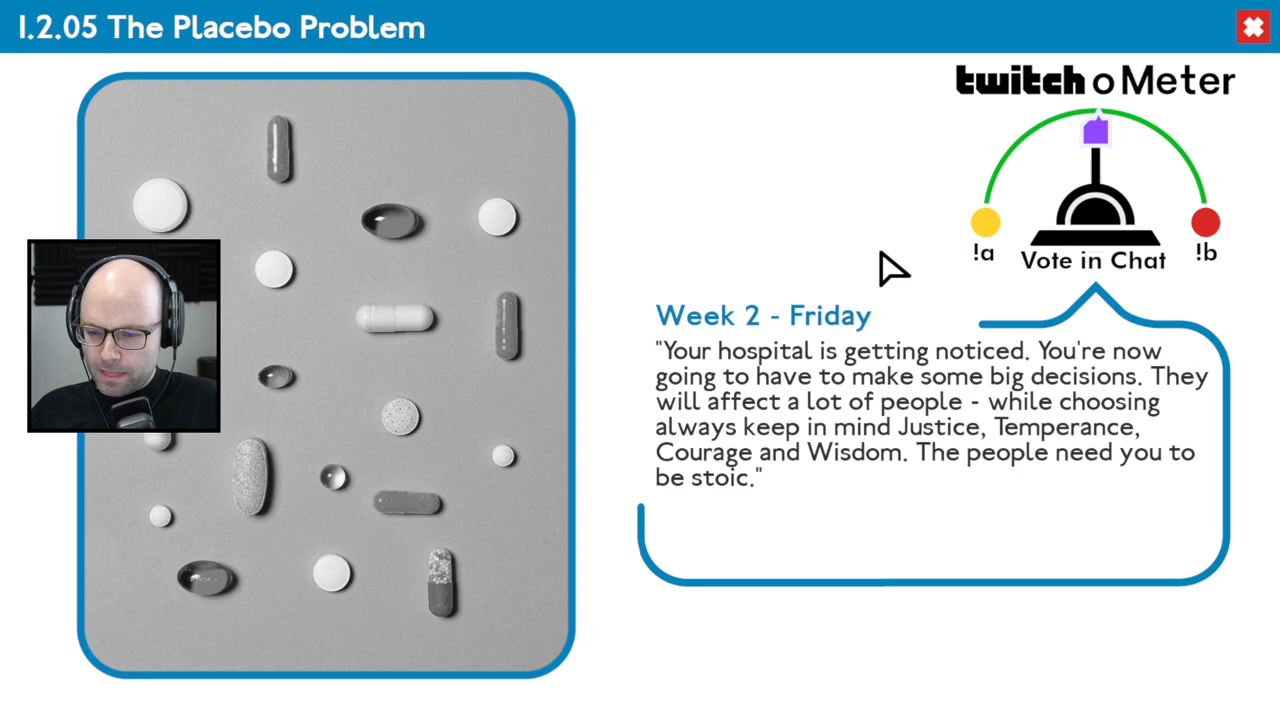 1.2.05 The Placebo Problem
twitch o Meter
!a
Vote in Chat
!b
Week 2 - Friday
"Your hospital is getting noticed. You're now
going to have to make some big decisions. They
will affect a lot of people - while choosing
always keep in mind Justice, Temperance,
Courage and Wisdom. The people need you to
be stoic."